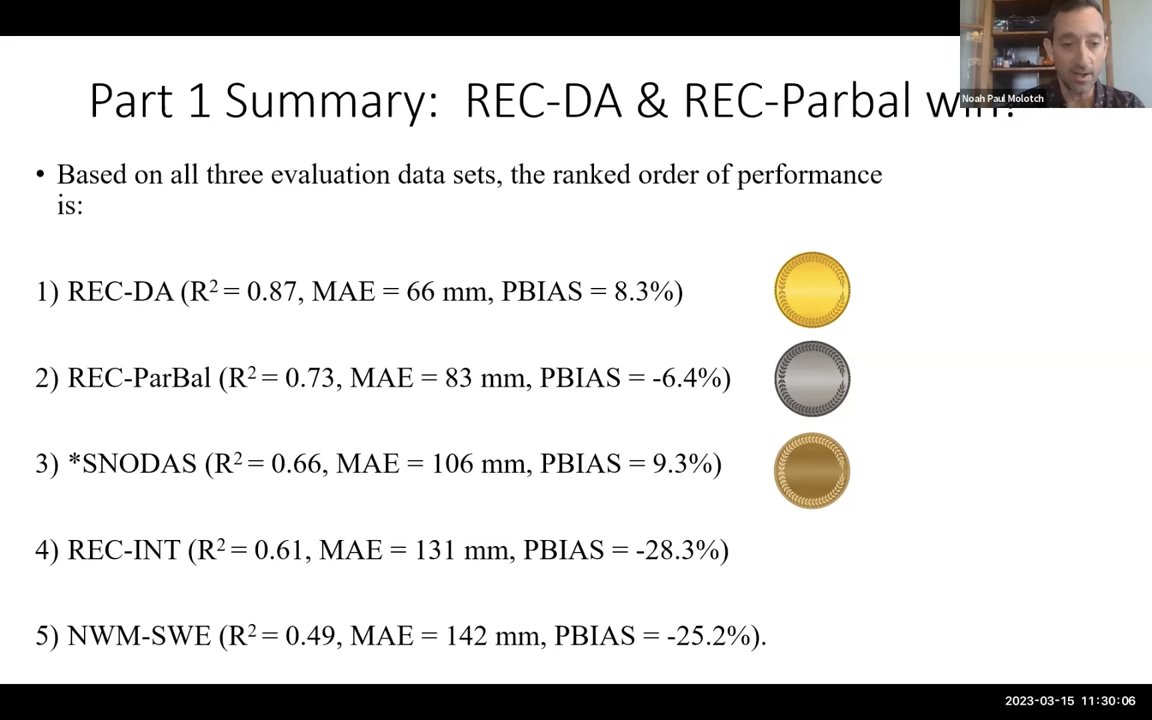 Part 1 Summary: REC-DA & REC-Parbal
Noah Paul Molotch
• Based on all three evaluation data sets, the ranked order of performance
is:
1) REC-DA (R² = 0.87, MAE = 66 mm, PBIAS = 8.3%)
2) REC-ParBal (R² = 0.73, MAE = 83 mm, PBIAS = -6.4%)
3) *SNODAS (R² = 0.66, MAE = 106 mm, PBIAS = 9.3%)
4) REC-INT (R² = 0.61, MAE = 131 mm, PBIAS = -28.3%)
5) NWM-SWE (R² = 0.49, MAE = 142 mm, PBIAS = -25.2%).
2023-03-15 11:30:06